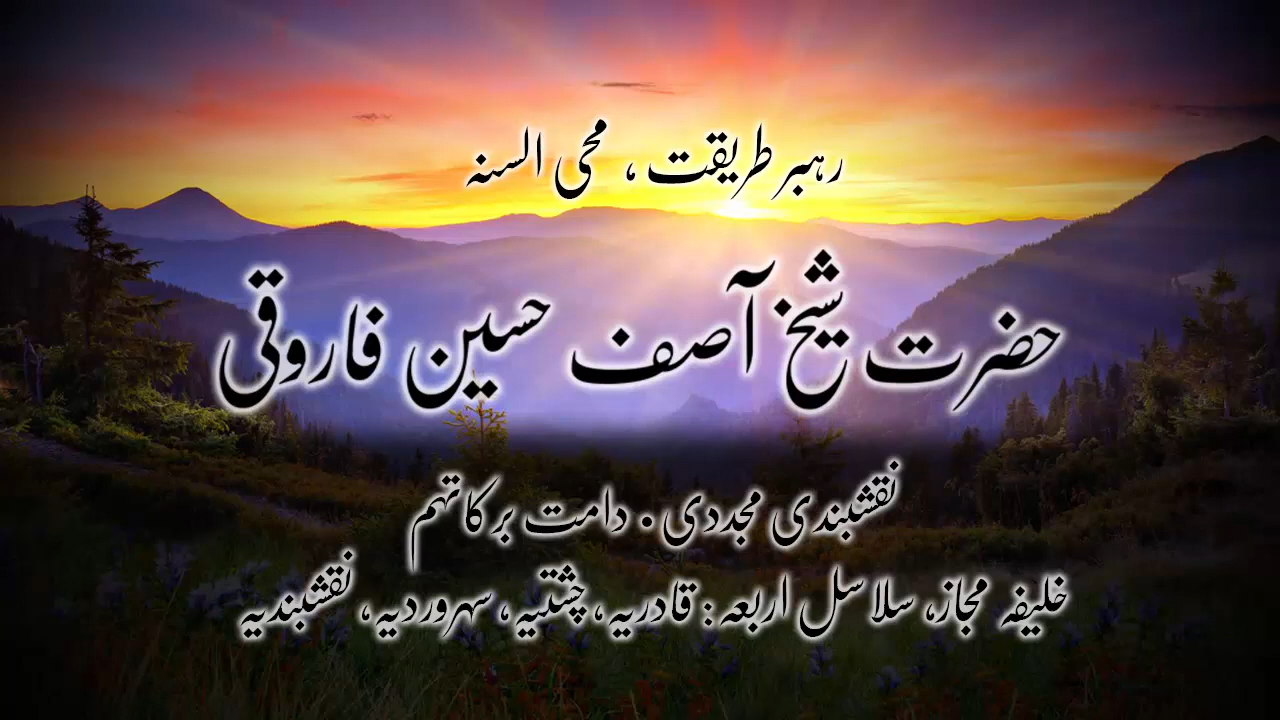 رہبر طریقت ، محی السنہ
حضرت شیخ آصف حسین فاروقی
نقشبندی مجددی ۔ دامت برکاتہم
خلیفہ مجاز، سلاسل اربعہ: قادریہ، چشتیہ، سہروردیہ، نقشبندیہ